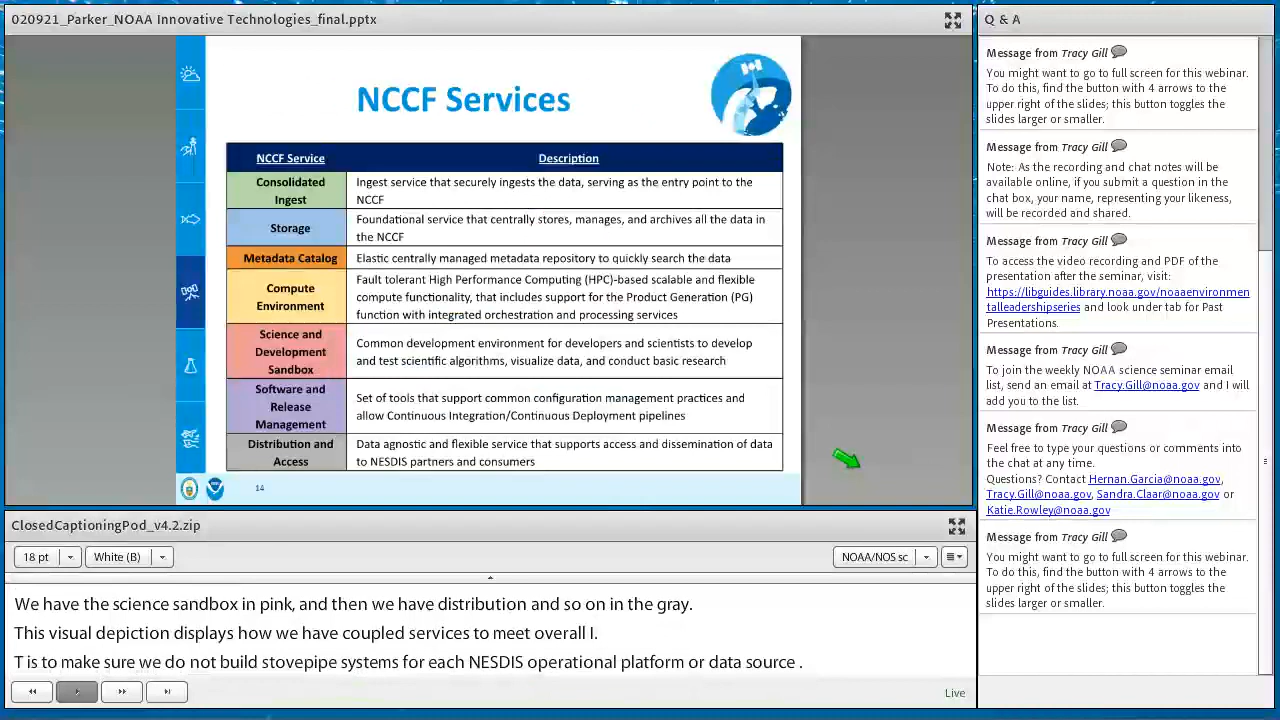 020921_Parker_NOAA Innovative Technologies_final.pptx
NCCF Services
NCCF Service
Description
Consolidated
Ingest
Ingest service that securely ingests the data, serving as the entry point to the
NCCF
Storage
Foundational service that centrally stores, manages, and archives all the data in
the NCCF
Metadata Catalog
Elastic centrally managed metadata repository to quickly search the data
Compute
Environment
Fault tolerant High Performance Computing (HPC)-based scalable and flexible
compute functionality, that includes support for the Product Generation (PG)
function with integrated orchestration and processing services
Science and
Development
Sandbox
Common development environment for developers and scientists to develop
and test scientific algorithms, visualize data, and conduct basic research
Software and
Release
Management
Set of tools that support common configuration management practices and
allow Continuous Integration/Continuous Deployment pipelines
Distribution and
Access
Data agnostic and flexible service that supports access and dissemination of data
to NESDIS partners and consumers
14
ClosedCaptioningPod_v4.2.zip
18 pt
White (B)
NOAA/NOS sc
We have the science sandbox in pink, and then we have distribution and so on in the gray.
This visual depiction displays how we have coupled services to meet overall I.
T is to make sure we do not build stovepipe systems for each NESDIS operational platform or data source .
Live
Q & A
Message from Tracy Gill
You might want to go to full screen for this webinar.
To do this, find the button with 4 arrows to the
upper right of the slides; this button toggles the
slides larger or smaller.
Message from Tracy Gill
Note: As the recording and chat notes will be
available online, if you submit a question in the
chat box, your name, representing your likeness,
will be recorded and shared.
Message from Tracy Gill
To access the video recording and PDF of the
presentation after the seminar, visit:
https://libguides.library.noaa.gov/noaaenvironmen
talleadershipseries and look under tab for Past
Presentations.
Message from Tracy Gill
To join the weekly NOAA science seminar email
list, send an email at Tracy.Gill@noaa.gov and I will
add you to the list.
Message from Tracy Gill
Feel free to type your questions or comments into
the chat at any time.
Questions? Contact Hernan.Garcia@noaa.gov,
Tracy.Gill@noaa.gov, Sandra.Claar@noaa.gov or
Katie.Rowley@noaa.gov
Message from Tracy Gill
You might want to go to full screen for this webinar.
To do this, find the button with 4 arrows to the
upper right of the slides; this button toggles the
slides larger or smaller.